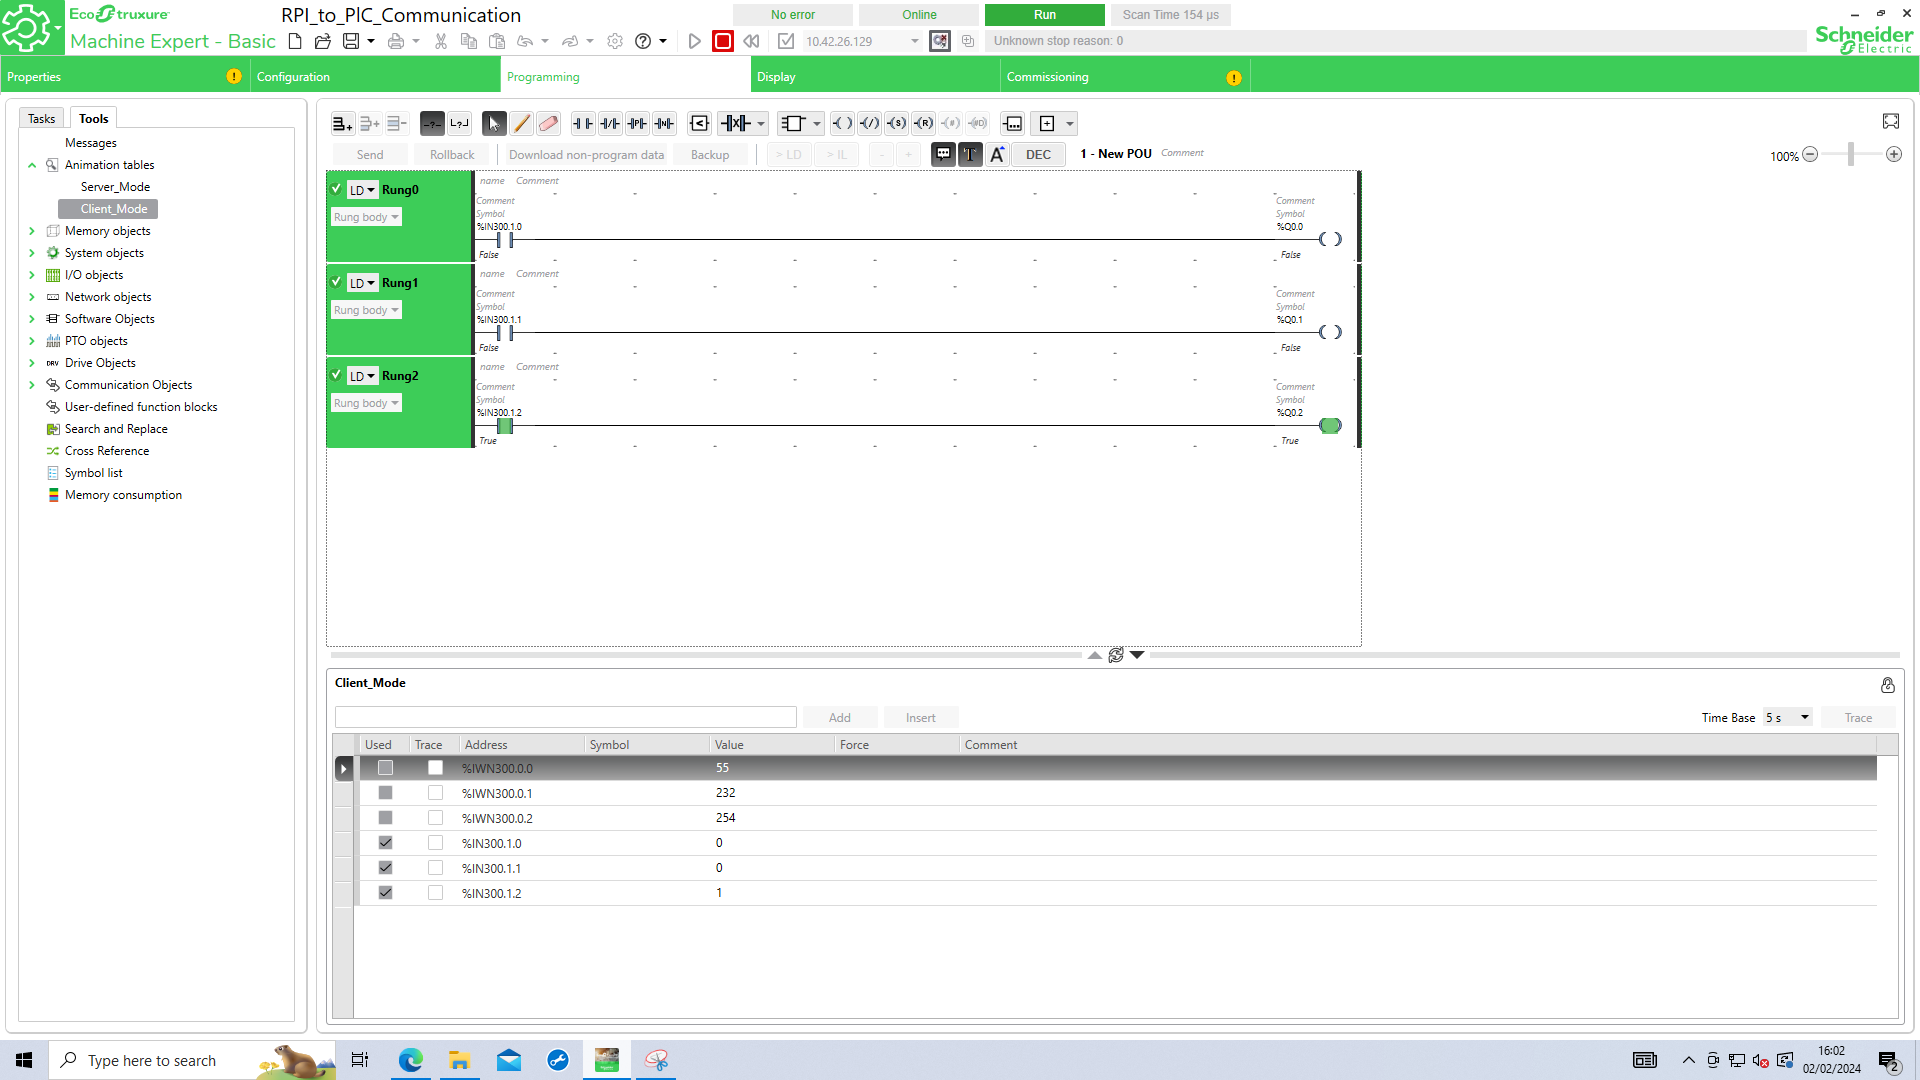 EcoStruxure
Machine Expert - Basic
RPI_to_PlC_Communication
No error
Online
Run
Scan Time 154 µs
10.42.26.129
Unknown stop reason: 0
Schneider
Electric
Properties
Configuration
Programming
Display
Commissioning
Tasks
Tools
Messages
Animation tables
Server_Mode
Client_Mode
Memory objects
System objects
I/O objects
Network objects
Software Objects
PTO objects
DRV Drive Objects
Communication Objects
User-defined function blocks
Search and Replace
Cross Reference
Symbol list
Memory consumption
Send
Rollback
Download non-program data
Backup
> LD
> IL
-
+
DEC
1 - New POU
Comment
100%
LD Rung0
Rung body
name Comment
Comment
Symbol
%IN300.1.0
False
Comment
Symbol
%Q0.0
False
LD Rung1
Rung body
name Comment
Comment
Symbol
%IN300.1.1
False
Comment
Symbol
%Q0.1
False
LD Rung2
Rung body
name Comment
Comment
Symbol
%IN300.1.2
True
Comment
Symbol
%Q0.2
True
Client_Mode
Add
Insert
Time Base 5 s
Trace
Used Trace Address Symbol Value Force Comment
%IWN300.0.0 55
%IWN300.0.1 232
%IWN300.0.2 254
%IN300.1.0 0
%IN300.1.1 0
%IN300.1.2 1
Type here to search
16:02
02/02/2024
2